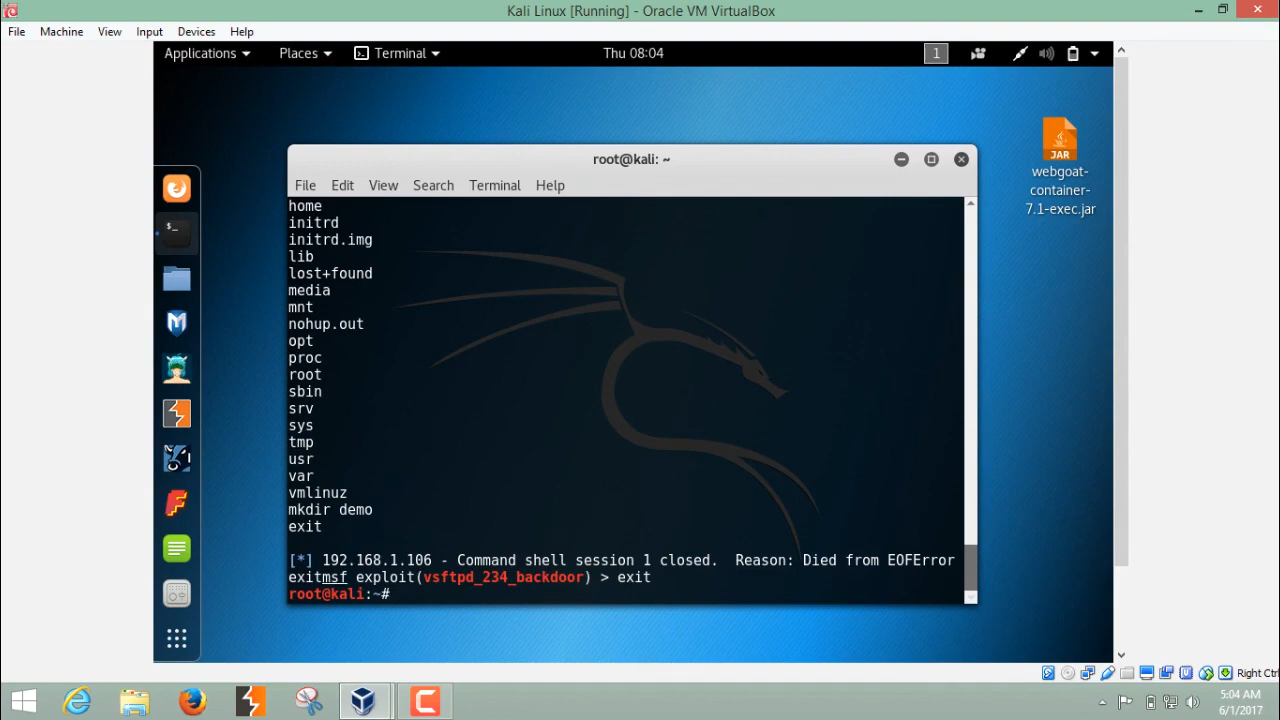 Kali Linux [Running] - Oracle VM VirtualBox
File Machine View Input Devices Help
Applications Places Terminal Thu 08:04 1
JAR
webgoat-
container-
7.1-exec.jar
root@kali: ~
File Edit View Search Terminal Help
home
initrd
initrd.img
lib
lost+found
media
mnt
nohup.out
opt
proc
root
sbin
srv
sys
tmp
usr
var
vmlinuz
mkdir demo
exit
[*] 192.168.1.106 - Command shell session 1 closed.  Reason: Died from EOFError
exitmsf exploit(vsftpd_234_backdoor) > exit
root@kali:~#
Right Ctrl
5:04 AM
6/1/2017